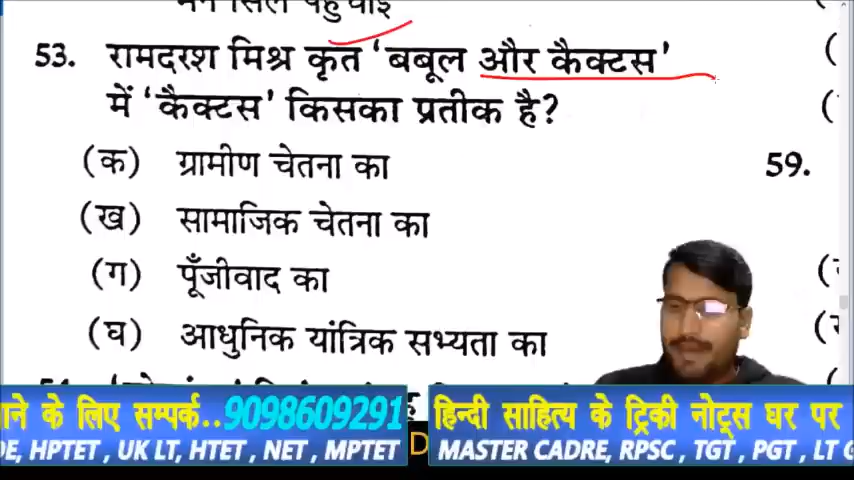 53. रामदरश मिश्र कृत ‘बबूल और कैक्टस’
में ‘कैक्टस’ किसका प्रतीक है?
(क) ग्रामीण चेतना का
(ख) सामाजिक चेतना का
(ग) पूँजीवाद का
(घ) आधुनिक यांत्रिक सभ्यता का
59.
ाने के लिए सम्पर्क..9098609291
हिन्दी साहित्य के ट्रिकी नोट्स घर पर
DE, HPTET , UK LT, HTET , NET , MPTET
MASTER CADRE, RPSC , TGT , PGT , LT G